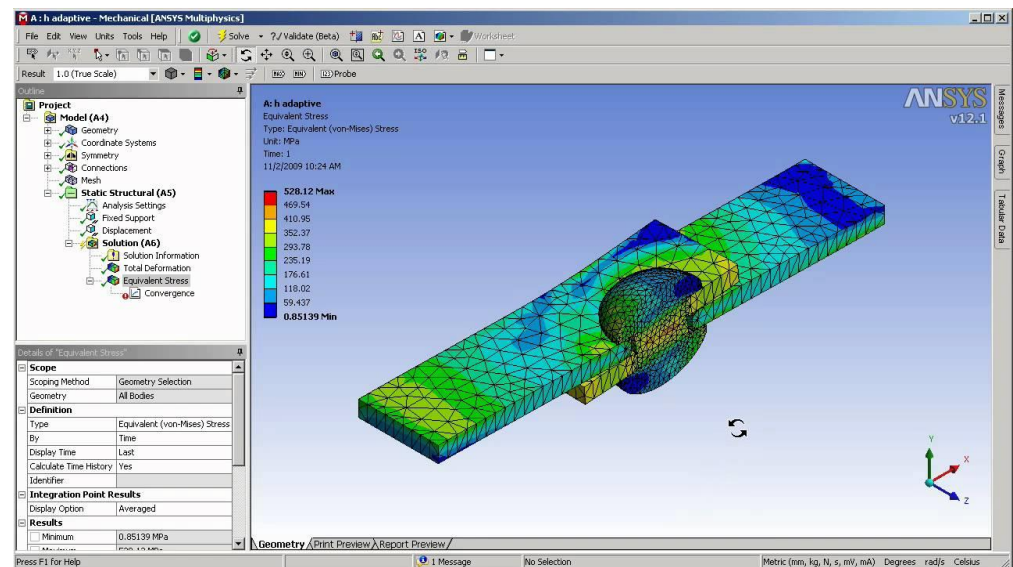 A : h adaptive - Mechanical [ANSYS Multiphysics]
File Edit View Units Tools Help Solve ?/ Validate (Beta) A Worksheet
ISO
Result 1.0 (True Scale) Probe
Outline
Project
Model (A4)
Geometry
Coordinate Systems
Symmetry
Connections
Mesh
Static Structural (A5)
Analysis Settings
Fixed Support
Displacement
Solution (A6)
Solution Information
Total Deformation
Equivalent Stress
Convergence
A: h adaptive
Equivalent Stress
Type: Equivalent (von-Mises) Stress
Unit: MPa
Time: 1
11/2/2009 10:24 AM
528.12 Max
469.54
410.95
352.37
293.78
235.19
176.61
118.02
59.437
0.85139 Min
ANSYS
v12.1
Messages
Graph
Tabular Data
Y
X
Z
Details of "Equivalent Stress"
Scope
Scoping Method Geometry Selection
Geometry All Bodies
Definition
Type Equivalent (von-Mises) Stress
By Time
Display Time Last
Calculate Time History Yes
Identifier
Integration Point Results
Display Option Averaged
Results
Minimum 0.85139 MPa
Geometry Print Preview Report Preview
Press F1 for Help 1 Message No Selection Metric (mm, kg, N, s, mV, mA) Degrees rad/s Celsius